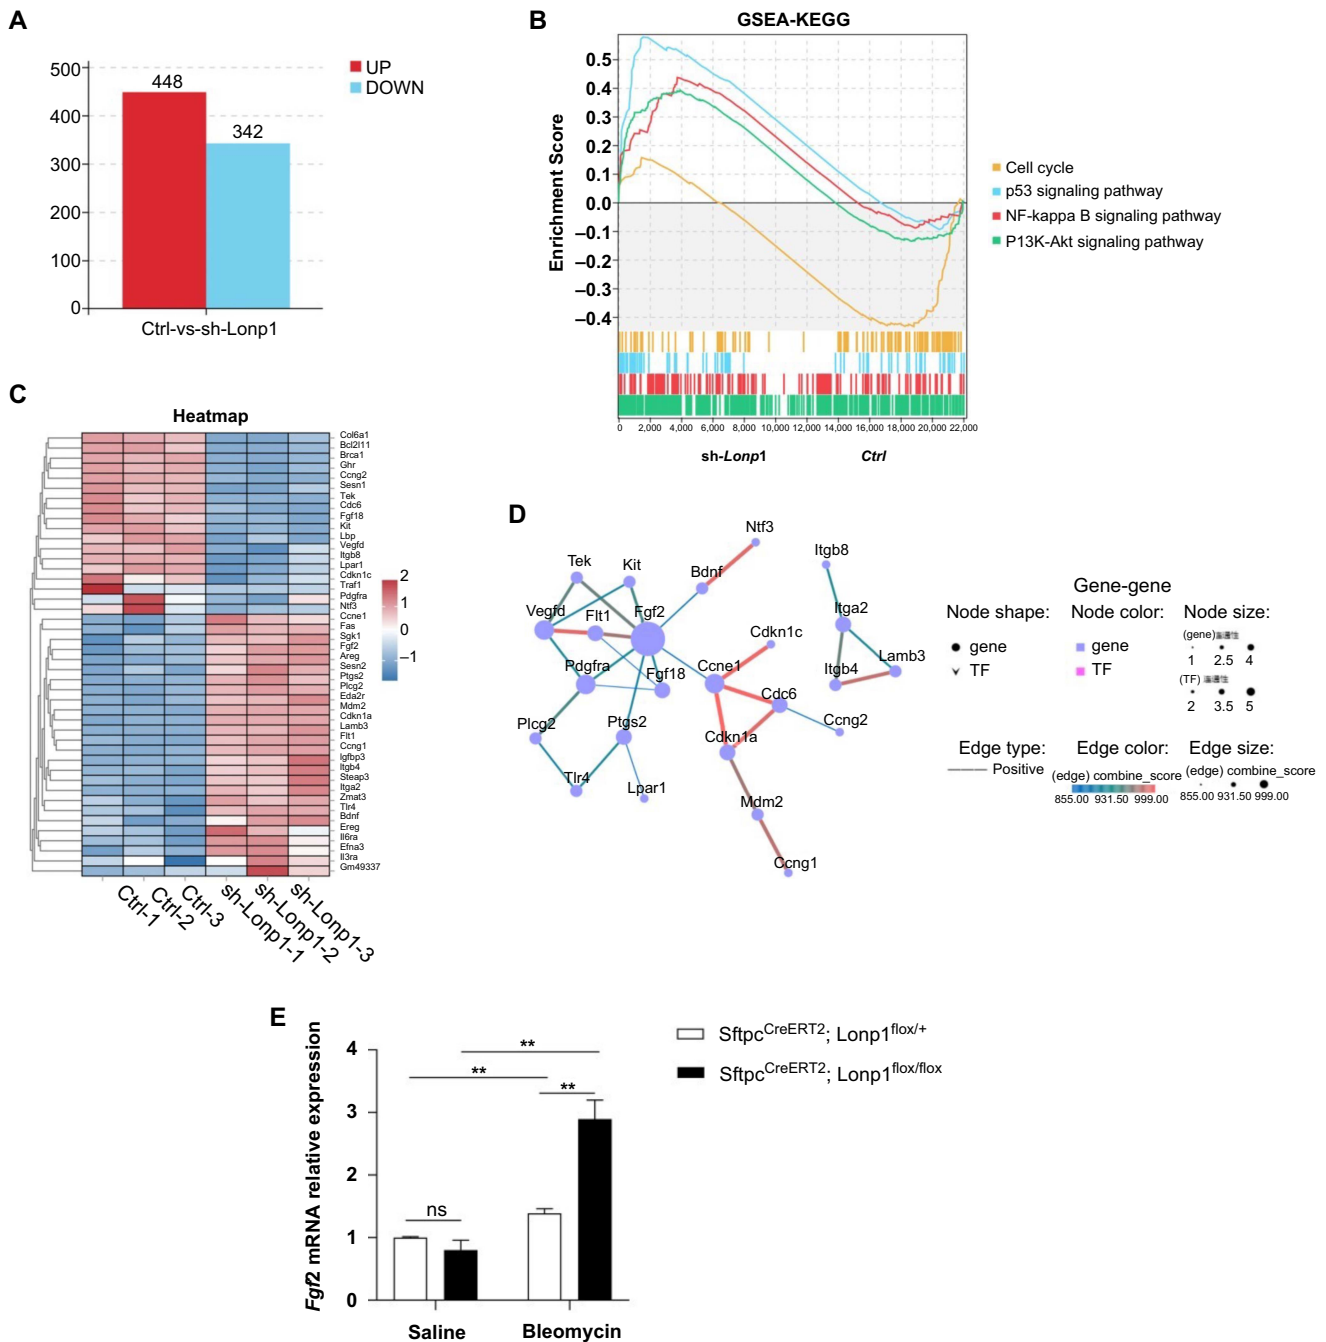 A
500
400
300
200
100
0
448
342
UP
DOWN
Ctrl-vs-sh-Lonp1
B
GSEA-KEGG
Enrichment Score
0.5
0.4
0.3
0.2
0.1
0.0
−0.1
−0.2
−0.3
−0.4
0 2,000 4,000 6,000 8,000 10,000 12,000 14,000 16,000 18,000 20,000 22,000
sh-Lonp1 Ctrl
Cell cycle
p53 signaling pathway
NF-kappa B signaling pathway
P13K-Akt signaling pathway
C
Heatmap
Col6a1
Bcl2l11
Brca1
Ghr
Ccng2
Sesn1
Tek
Cdc6
Fgf18
Kit
Lbp
Vegfd
Itgb8
Lpar1
Cdkn1c
Traf1
Pdgfra
Ntf3
Ccne1
Fas
Sgk1
Fgf2
Areg
Sesn2
Ptgs2
Plcg2
Eda2r
Mdm2
Cdkn1a
Lamb3
Flt1
Ccng1
Igfbp3
Itgb4
Steap3
Itga2
Zmat3
Tlr4
Bdnf
Ereg
Il6ra
Efna3
Il3ra
Gm49337
2
1
0
−1
Ctrl-1
Ctrl-2
Ctrl-3
sh-Lonp1-1
sh-Lonp1-2
sh-Lonp1-3
D
Ntf3
Tek
Kit
Bdnf
Itgb8
Vegfd
Flt1
Fgf2
Itga2
Cdkn1c
Pdgfra
Fgf18
Ccne1
Itgb4
Lamb3
Cdc6
Plcg2
Ptgs2
Cdkn1a
Ccng2
Tlr4
Lpar1
Mdm2
Ccng1
Gene-gene
Node shape:
gene
TF
Node color:
gene
TF
Node size:
(gene)
1 2.5 4
(TF)
2 3.5 5
Edge type:
Positive
Edge color:
(edge) combine_score
855.00 931.50 999.00
Edge size:
(edge) combine_score
855.00 931.50 999.00
E
Fgf2 mRNA relative expression
4
3
2
1
0
ns
**
**
**
Saline
Bleomycin
Sftpc^CreERT2; Lonp1^flox/+
Sftpc^CreERT2; Lonp1^flox/flox